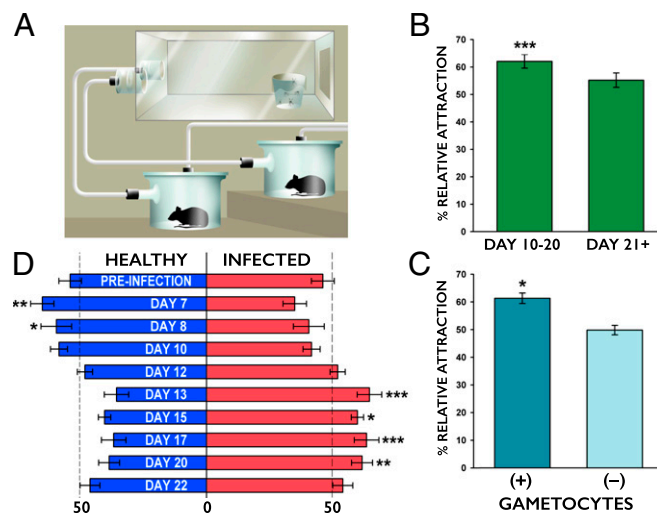 A
B
***
70
60
50
40
30
20
10
0
% RELATIVE ATTRACTION
DAY 10-20
DAY 21+
C
*
70
60
50
40
30
20
10
0
% RELATIVE ATTRACTION
(+)
(–)
GAMETOCYTES
D
HEALTHY
INFECTED
PRE-INFECTION
** DAY 7
* DAY 8
DAY 10
DAY 12
DAY 13 ***
DAY 15 *
DAY 17 ***
DAY 20 **
DAY 22
50 0 50